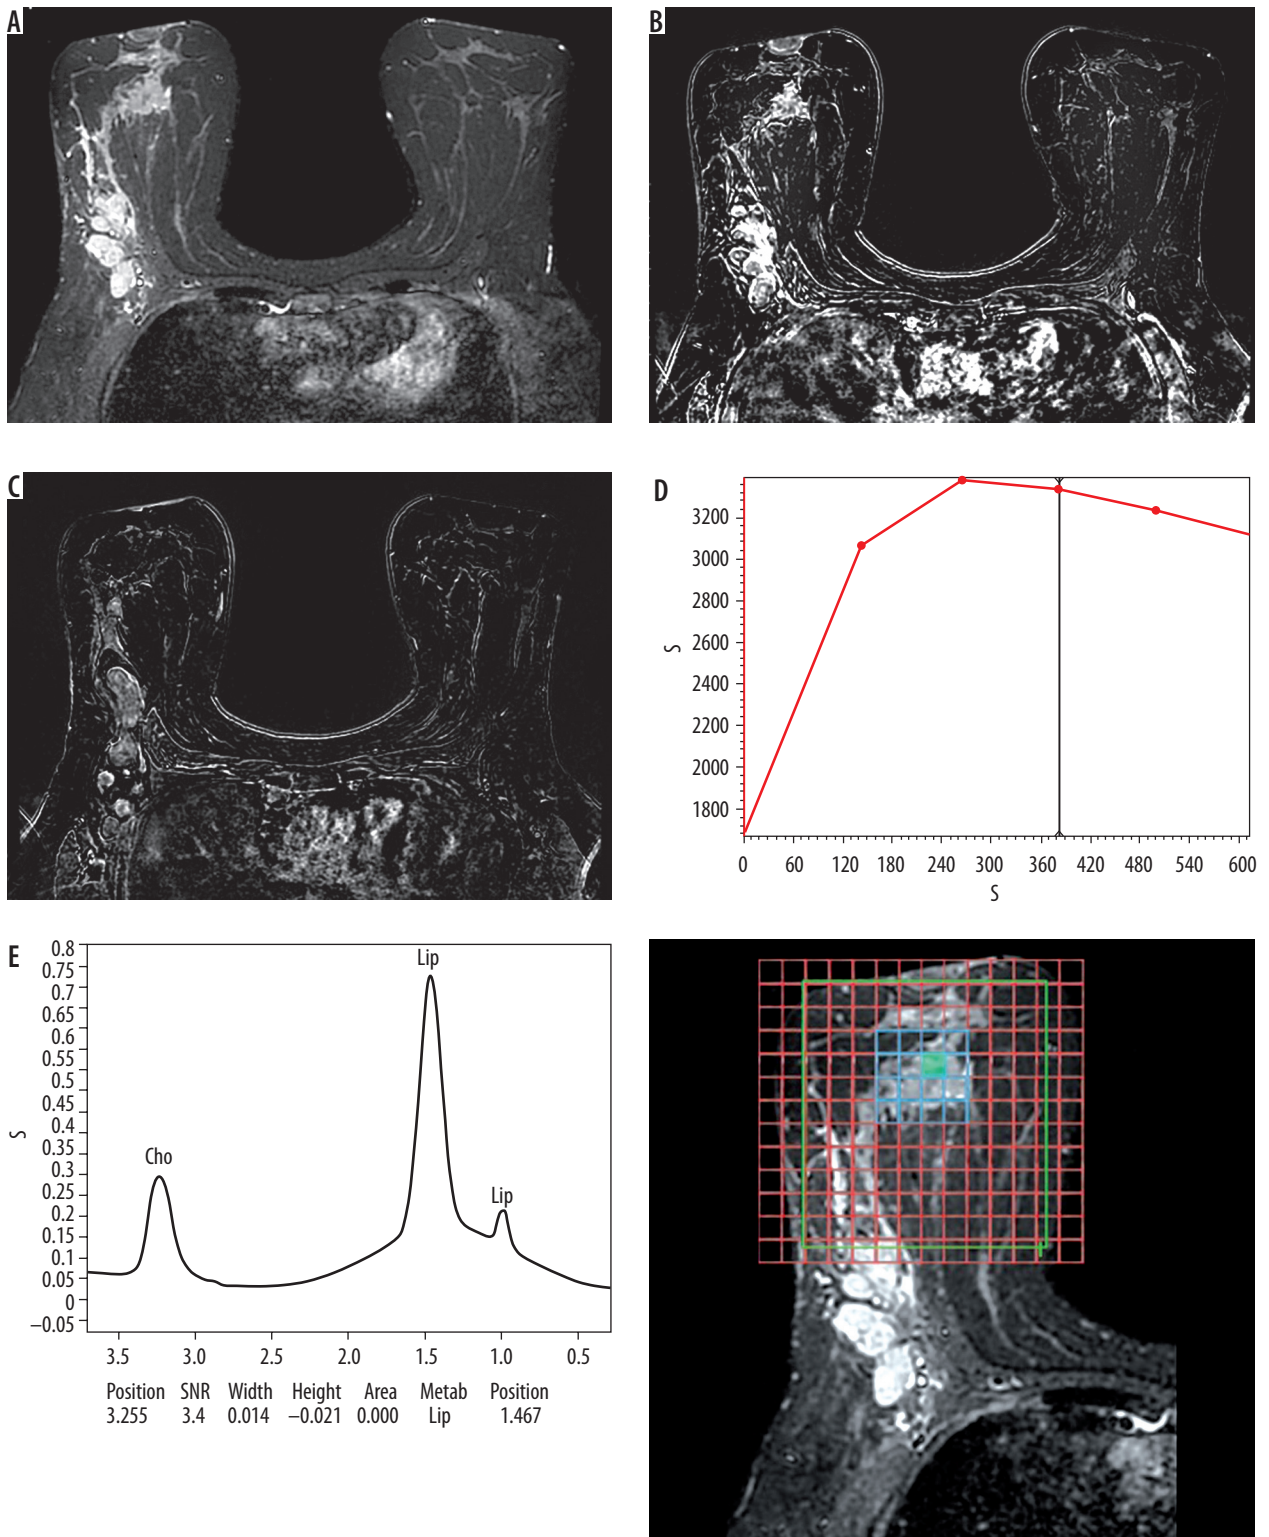 A
B
C
D
3200
3000
2800
2600
2400
2200
2000
1800
S
0 60 120 180 240 300 360 420 480 540 600
S
E
0.8
0.75
0.7
0.65
0.6
0.55
0.5
0.45
0.4
0.35
0.3
0.25
0.2
0.15
0.1
0.05
0
−0.05
S
Lip
Cho
Lip
3.5 3.0 2.5 2.0 1.5 1.0 0.5
Position SNR Width Height Area Metab Position
3.255 3.4 0.014 −0.021 0.000 Lip 1.467